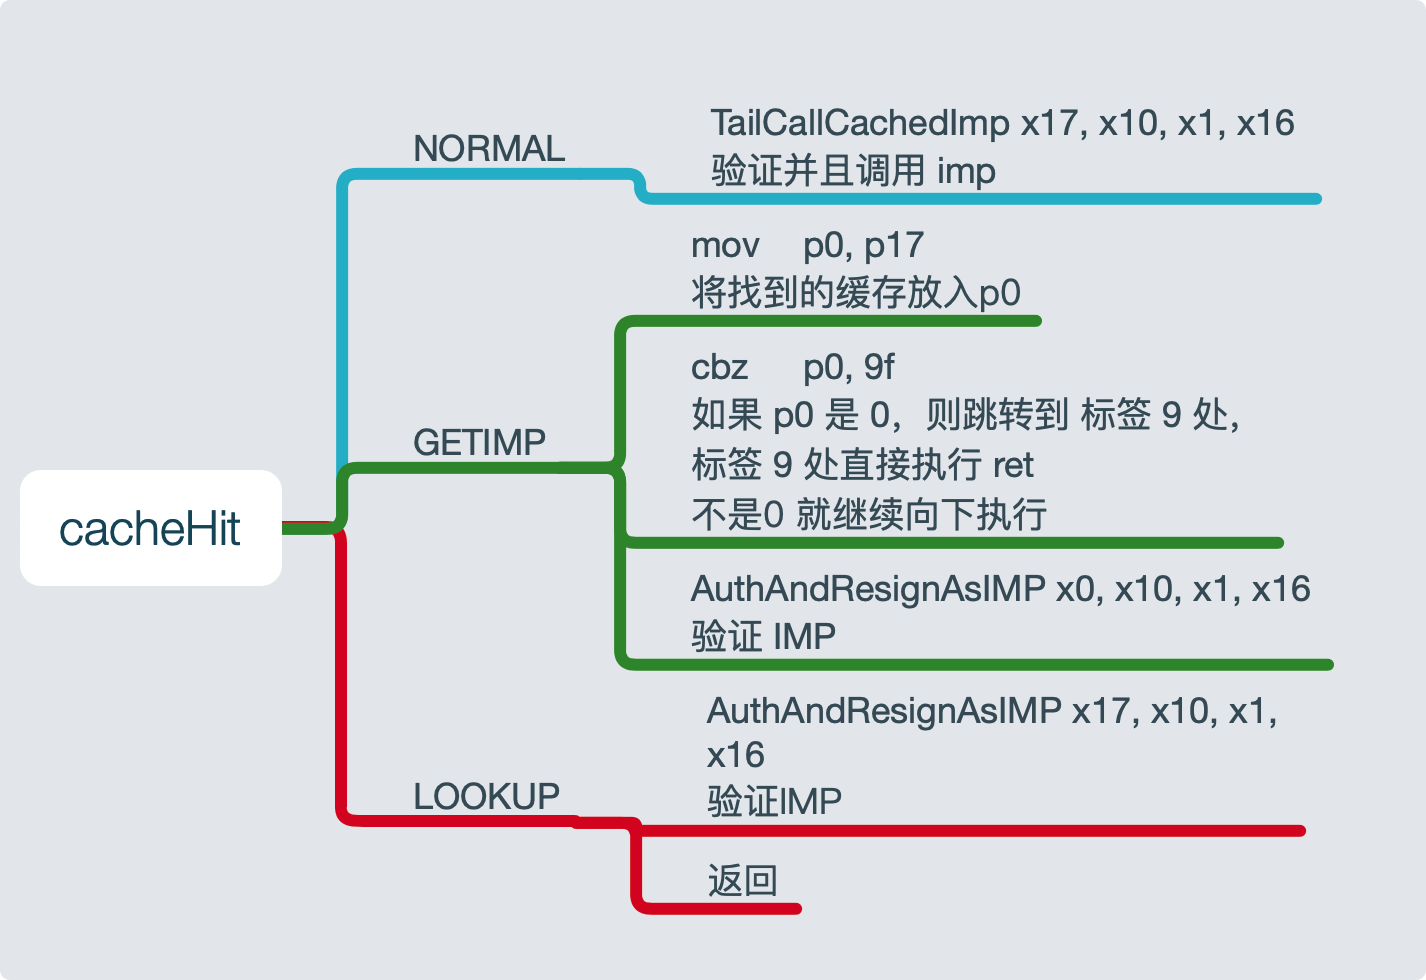 cacheHit
NORMAL
TailCallCachedImp x17, x10, x1, x16
验证并且调用 imp
GETIMP
mov p0, p17
将找到的缓存放入p0
cbz p0, 9f
如果 p0 是 0，则跳转到 标签 9 处，
标签 9 处直接执行 ret
不是0 就继续向下执行
AuthAndResignAsIMP x0, x10, x1, x16
验证 IMP
LOOKUP
AuthAndResignAsIMP x17, x10, x1,
x16
验证IMP
返回